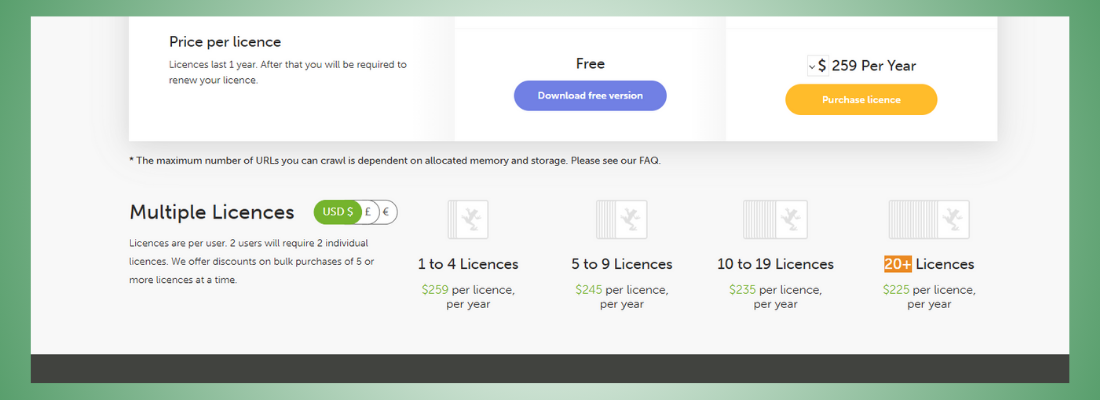 Price per licence
Licences last 1 year. After that you will be required to
renew your licence.
Free
Download free version
$ 259 Per Year
Purchase licence
* The maximum number of URLs you can crawl is dependent on allocated memory and storage. Please see our FAQ.
Multiple Licences
USD $ £ €
Licences are per user. 2 users will require 2 individual
licences. We offer discounts on bulk purchases of 5 or
more licences at a time.
1 to 4 Licences
$259 per licence,
per year
5 to 9 Licences
$245 per licence,
per year
10 to 19 Licences
$235 per licence,
per year
20+ Licences
$225 per licence,
per year